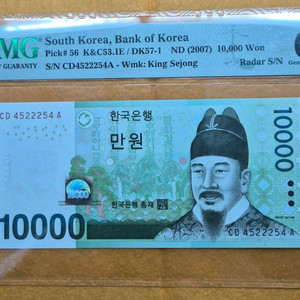 MG South Korea, Bank of Korea
Pick# 56 K&C53.1E / DK57-1 ND (2007) 10,000 Won
GUARANTY S/N CD4522254A - Wmk: King Sejong Radar S/N
CD 4522254 A
한국은행
만원
10000
10000
한국은행 총재
10000
CD 4522254 A